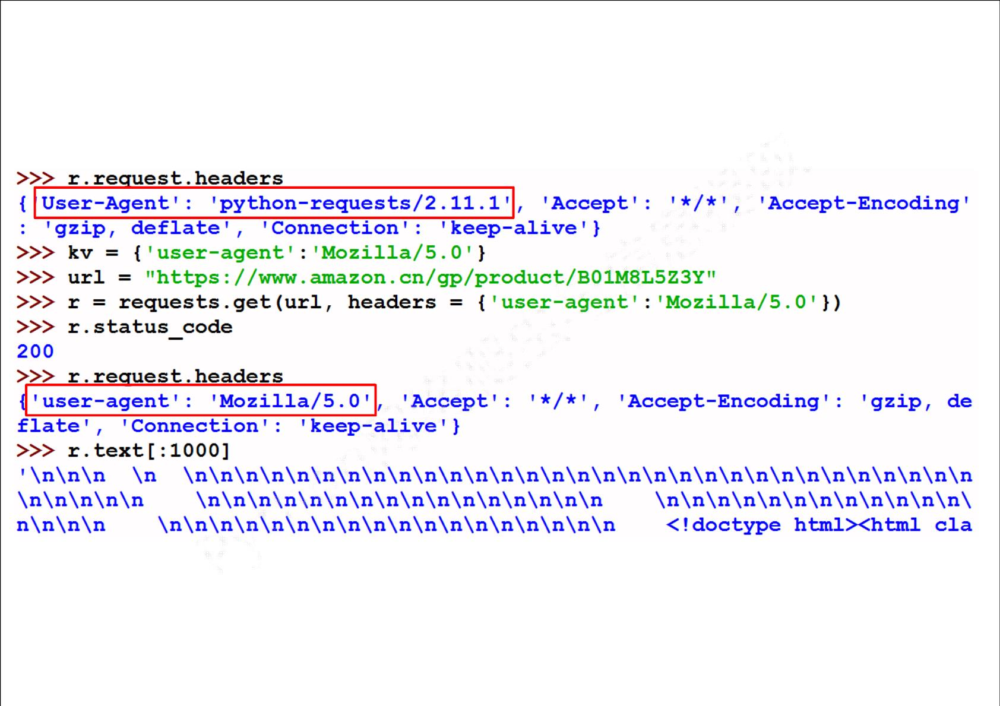 >>> r.request.headers
{'User-Agent': 'python-requests/2.11.1', 'Accept': '*/*', 'Accept-Encoding'
: 'gzip, deflate', 'Connection': 'keep-alive'}
>>> kv = {'user-agent':'Mozilla/5.0'}
>>> url = "https://www.amazon.cn/gp/product/B01M8L5Z3Y"
>>> r = requests.get(url, headers = {'user-agent':'Mozilla/5.0'})
>>> r.status_code
200
>>> r.request.headers
{'user-agent': 'Mozilla/5.0', 'Accept': '*/*', 'Accept-Encoding': 'gzip, de
flate', 'Connection': 'keep-alive'}
>>> r.text[:1000]
'\n\n\n  \n  \n\n\n\n\n\n\n\n\n\n\n\n\n\n\n\n\n\n\n\n\n\n\n\n\n\n\n\n\n\n\n
\n\n\n\n\n    \n\n\n\n\n\n\n\n\n\n\n\n\n\n\n\n    \n\n\n\n\n\n\n\n\n\n\n\n\
n\n\n\n    \n\n\n\n\n\n\n\n\n\n\n\n\n\n\n\n\n\n    <!doctype html><html cla